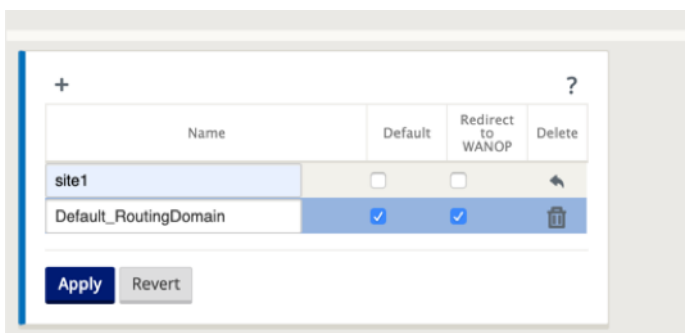 + ?
Name Default Redirect to WANOP Delete
site1
Default_RoutingDomain
Apply Revert